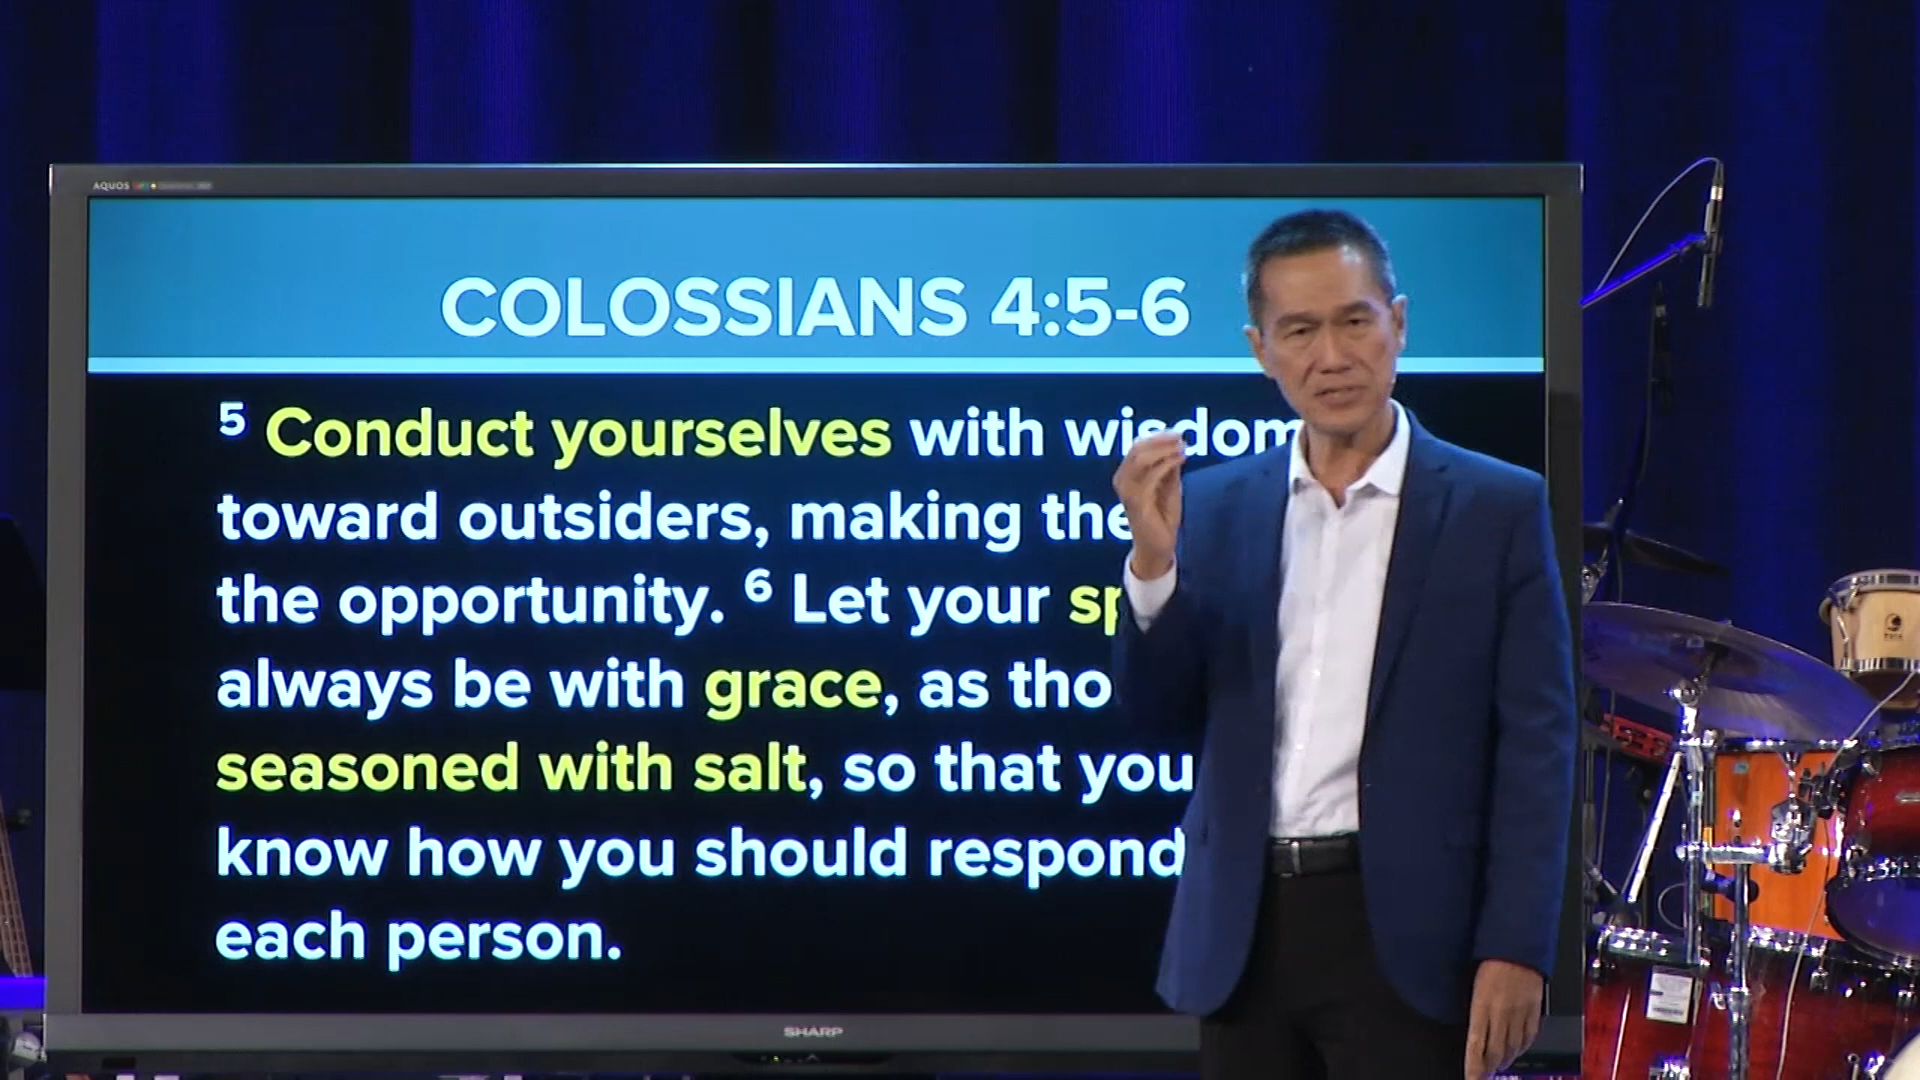 AQUOS
COLOSSIANS 4:5-6
5 Conduct yourselves with wisdom
toward outsiders, making the
the opportunity. 6 Let your
always be with grace, as
seasoned with salt, so that you
know how you should respond
each person.
SHARP